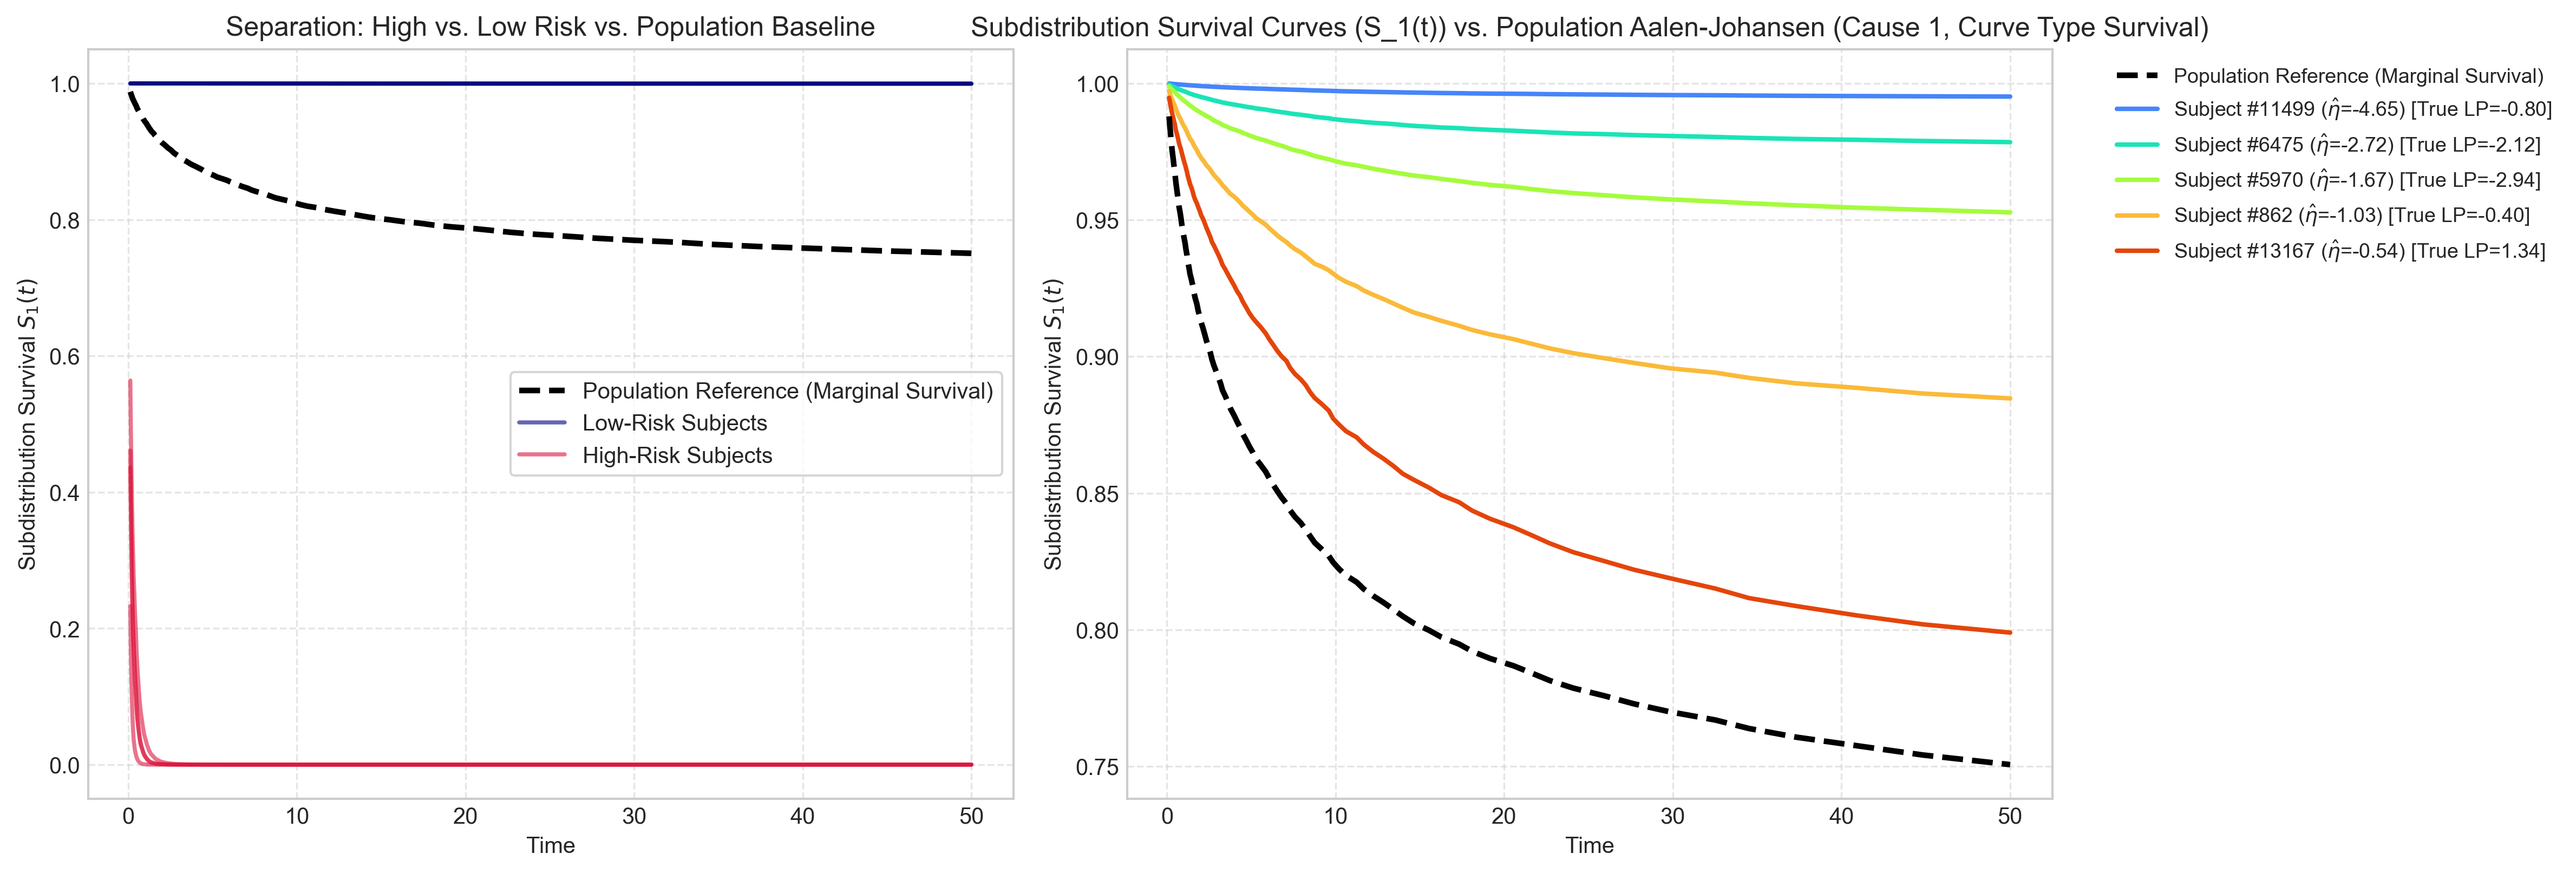 Separation: High vs. Low Risk vs. Population Baseline
Subdistribution Survival S₁(t)
1.0
0.8
0.6
0.4
0.2
0.0
Population Reference (Marginal Survival)
Low-Risk Subjects
High-Risk Subjects
0 10 20 30 40 50
Time
Subdistribution Survival Curves (S_1(t)) vs. Population Aalen-Johansen (Cause 1, Curve Type Survival)
Subdistribution Survival S₁(t)
1.00
0.95
0.90
0.85
0.80
0.75
0 10 20 30 40 50
Time
Population Reference (Marginal Survival)
Subject #11499 (η̂=-4.65) [True LP=-0.80]
Subject #6475 (η̂=-2.72) [True LP=-2.12]
Subject #5970 (η̂=-1.67) [True LP=-2.94]
Subject #862 (η̂=-1.03) [True LP=-0.40]
Subject #13167 (η̂=-0.54) [True LP=1.34]